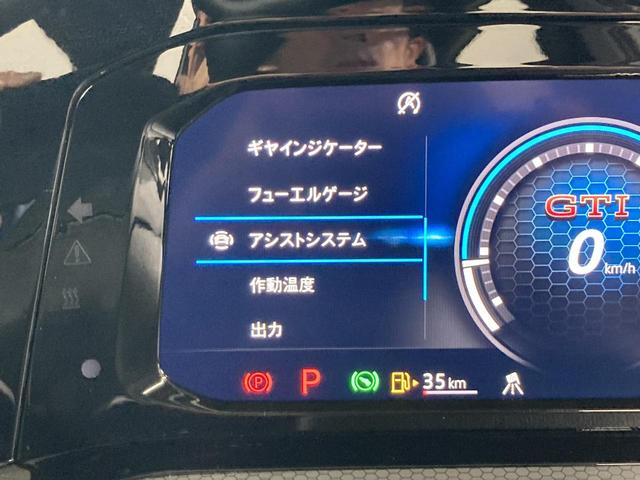 ギヤインジケーター
フューエルゲージ
アシストシステム
作動温度
出力
GTI
0 km/h
P P 35 km